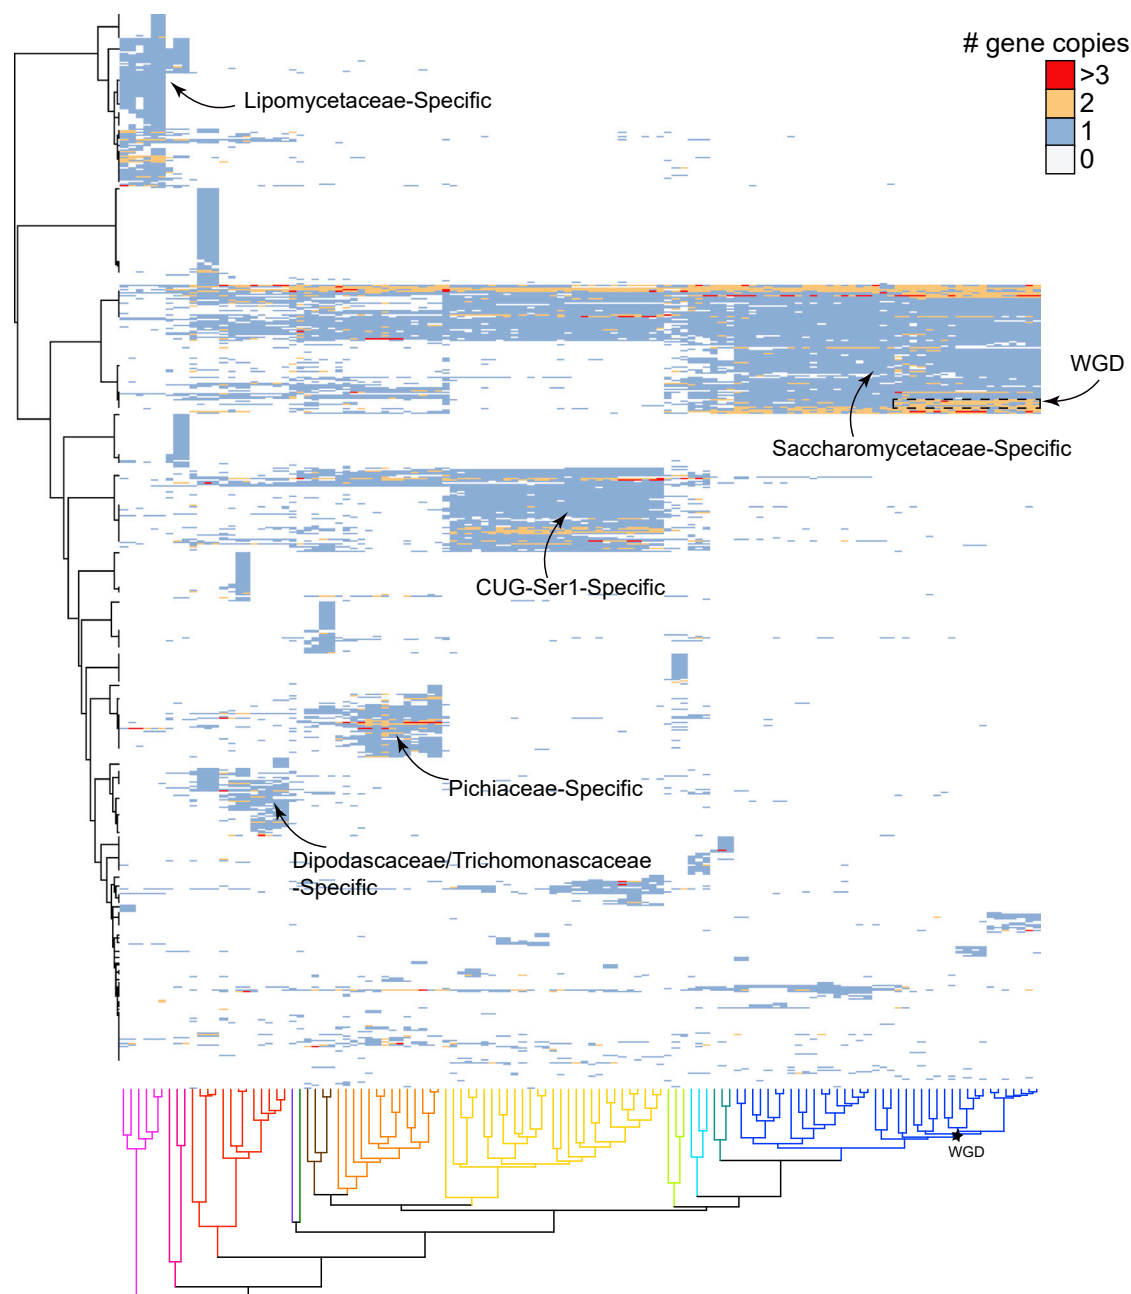 # gene copies
>3
2
1
0
Lipomycetaceae-Specific
WGD
Saccharomycetaceae-Specific
CUG-Ser1-Specific
Pichiaceae-Specific
Dipodascaceae/Trichomonascaceae
-Specific
WGD